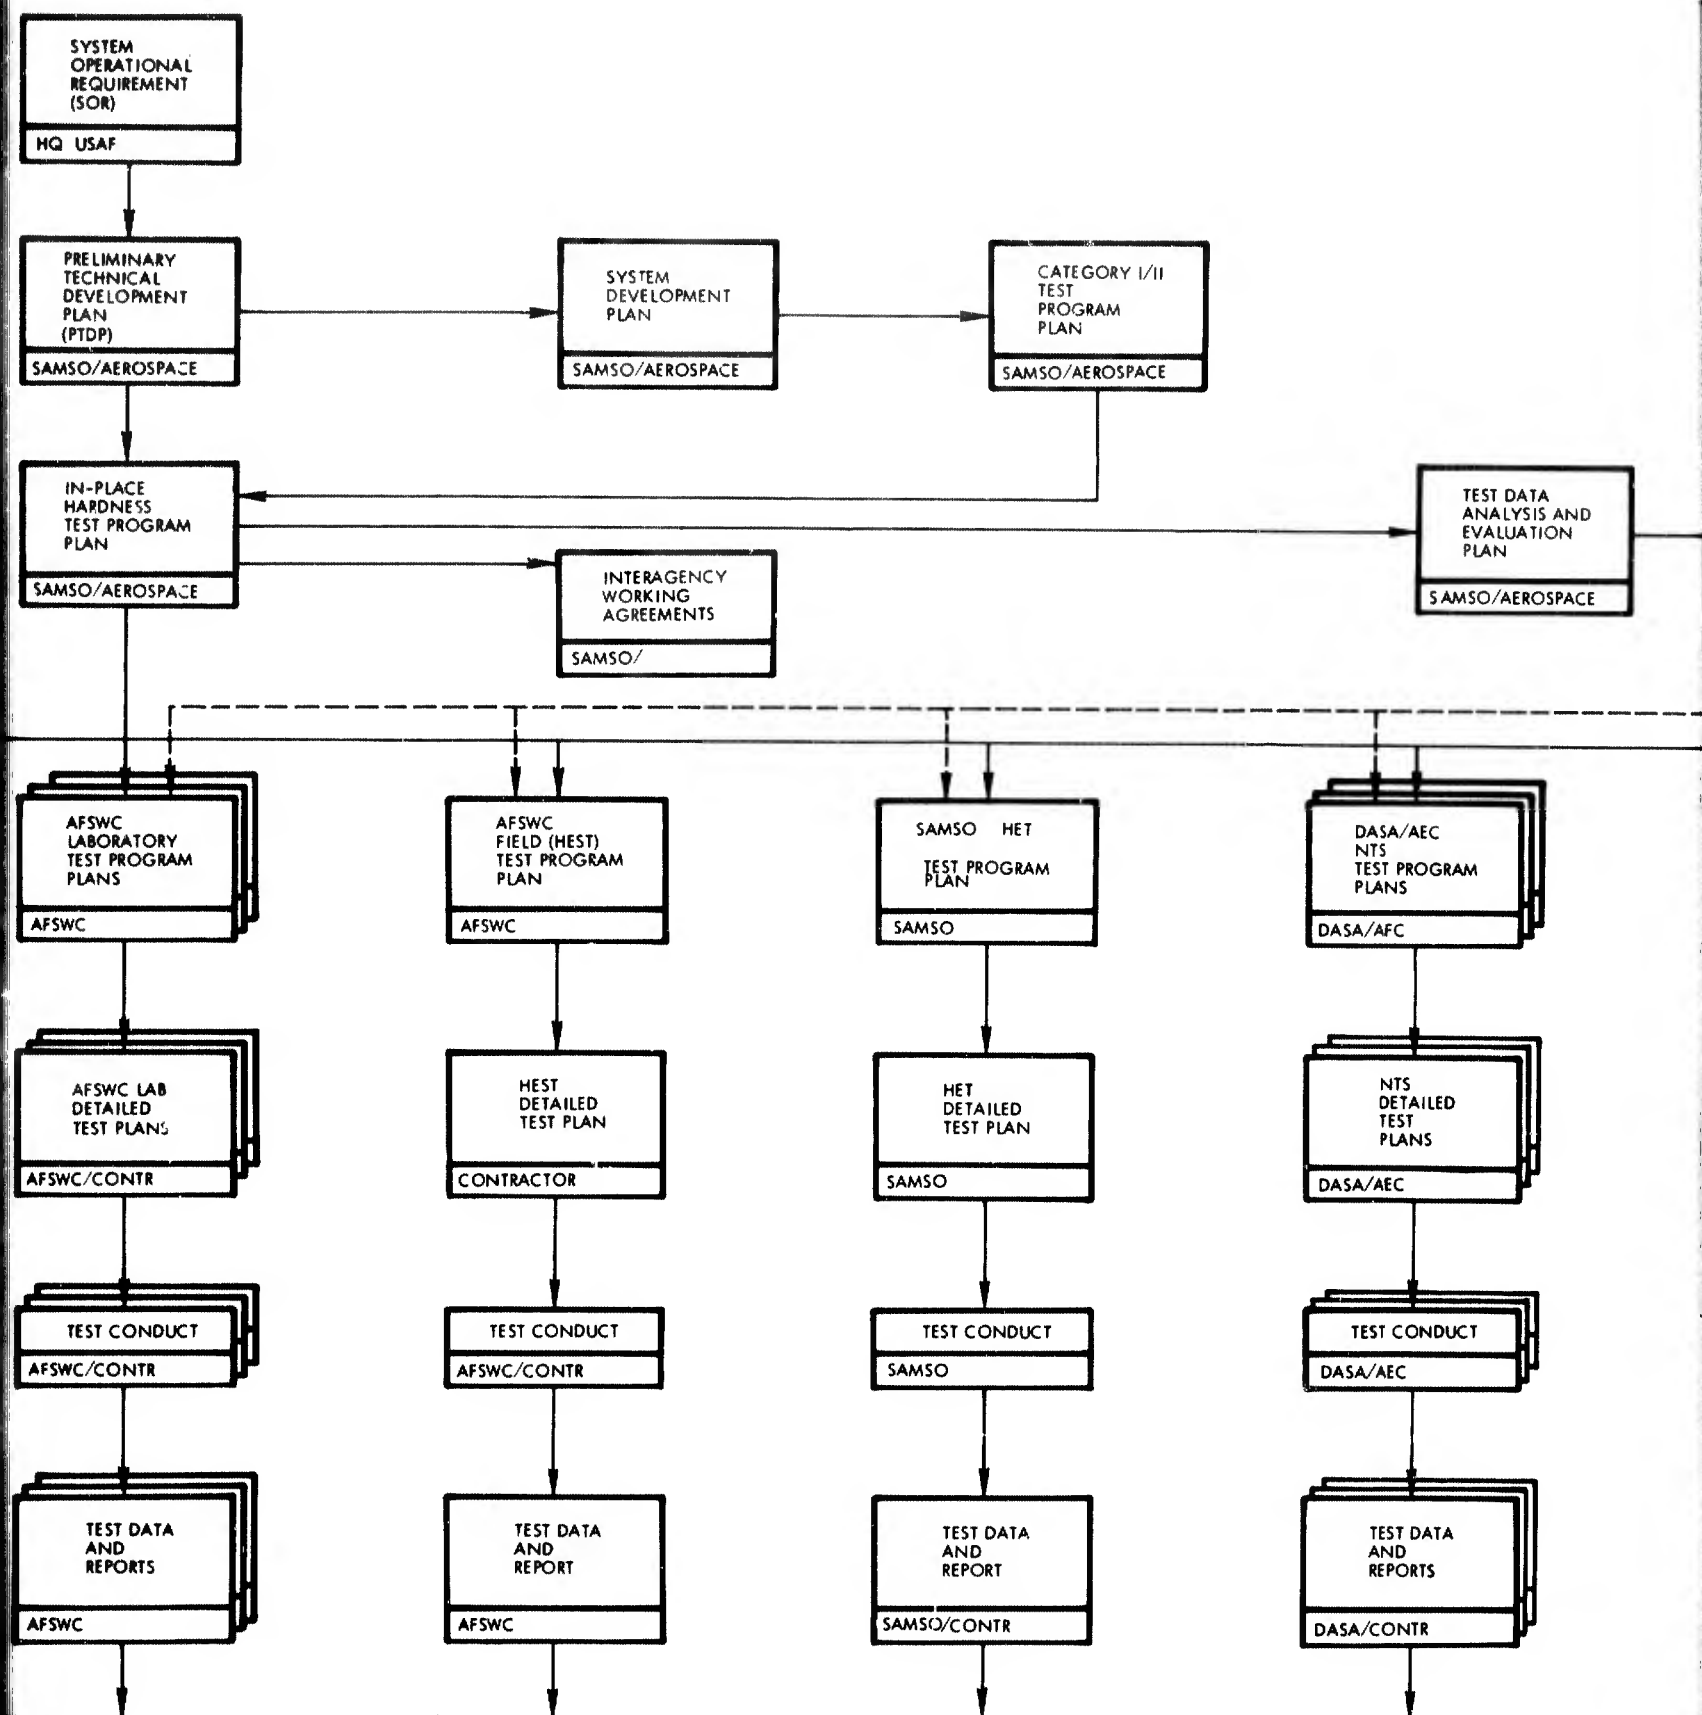 SYSTEM
OPERATIONAL
REQUIREMENT
(SOR)
HQ USAF
PRELIMINARY
TECHNICAL
DEVELOPMENT
PLAN
(PTDP)
SAMSO/AEROSPACE
SYSTEM
DEVELOPMENT
PLAN
SAMSO/AEROSPACE
CATEGORY I/II
TEST
PROGRAM
PLAN
SAMSO/AEROSPACE
IN-PLACE
HARDNESS
TEST PROGRAM
PLAN
SAMSO/AEROSPACE
INTERAGENCY
WORKING
AGREEMENTS
SAMSO/
TEST DATA
ANALYSIS AND
EVALUATION
PLAN
SAMSO/AEROSPACE
AFSWC
LABORATORY
TEST PROGRAM
PLANS
AFSWC
AFSWC
FIELD (HEST)
TEST PROGRAM
PLAN
AFSWC
SAMSO HET
TEST PROGRAM
PLAN
SAMSO
DASA/AEC
NTS
TEST PROGRAM
PLANS
DASA/AFC
AFSWC LAB
DETAILED
TEST PLANS
AFSWC/CONTR
HEST
DETAILED
TEST PLAN
CONTRACTOR
HET
DETAILED
TEST PLAN
SAMSO
NTS
DETAILED
TEST
PLANS
DASA/AEC
TEST CONDUCT
AFSWC/CONTR
TEST CONDUCT
AFSWC/CONTR
TEST CONDUCT
SAMSO
TEST CONDUCT
DASA/AEC
TEST DATA
AND
REPORTS
AFSWC
TEST DATA
AND
REPORT
AFSWC
TEST DATA
AND
REPORT
SAMSO/CONTR
TEST DATA
AND
REPORTS
DASA/CONTR